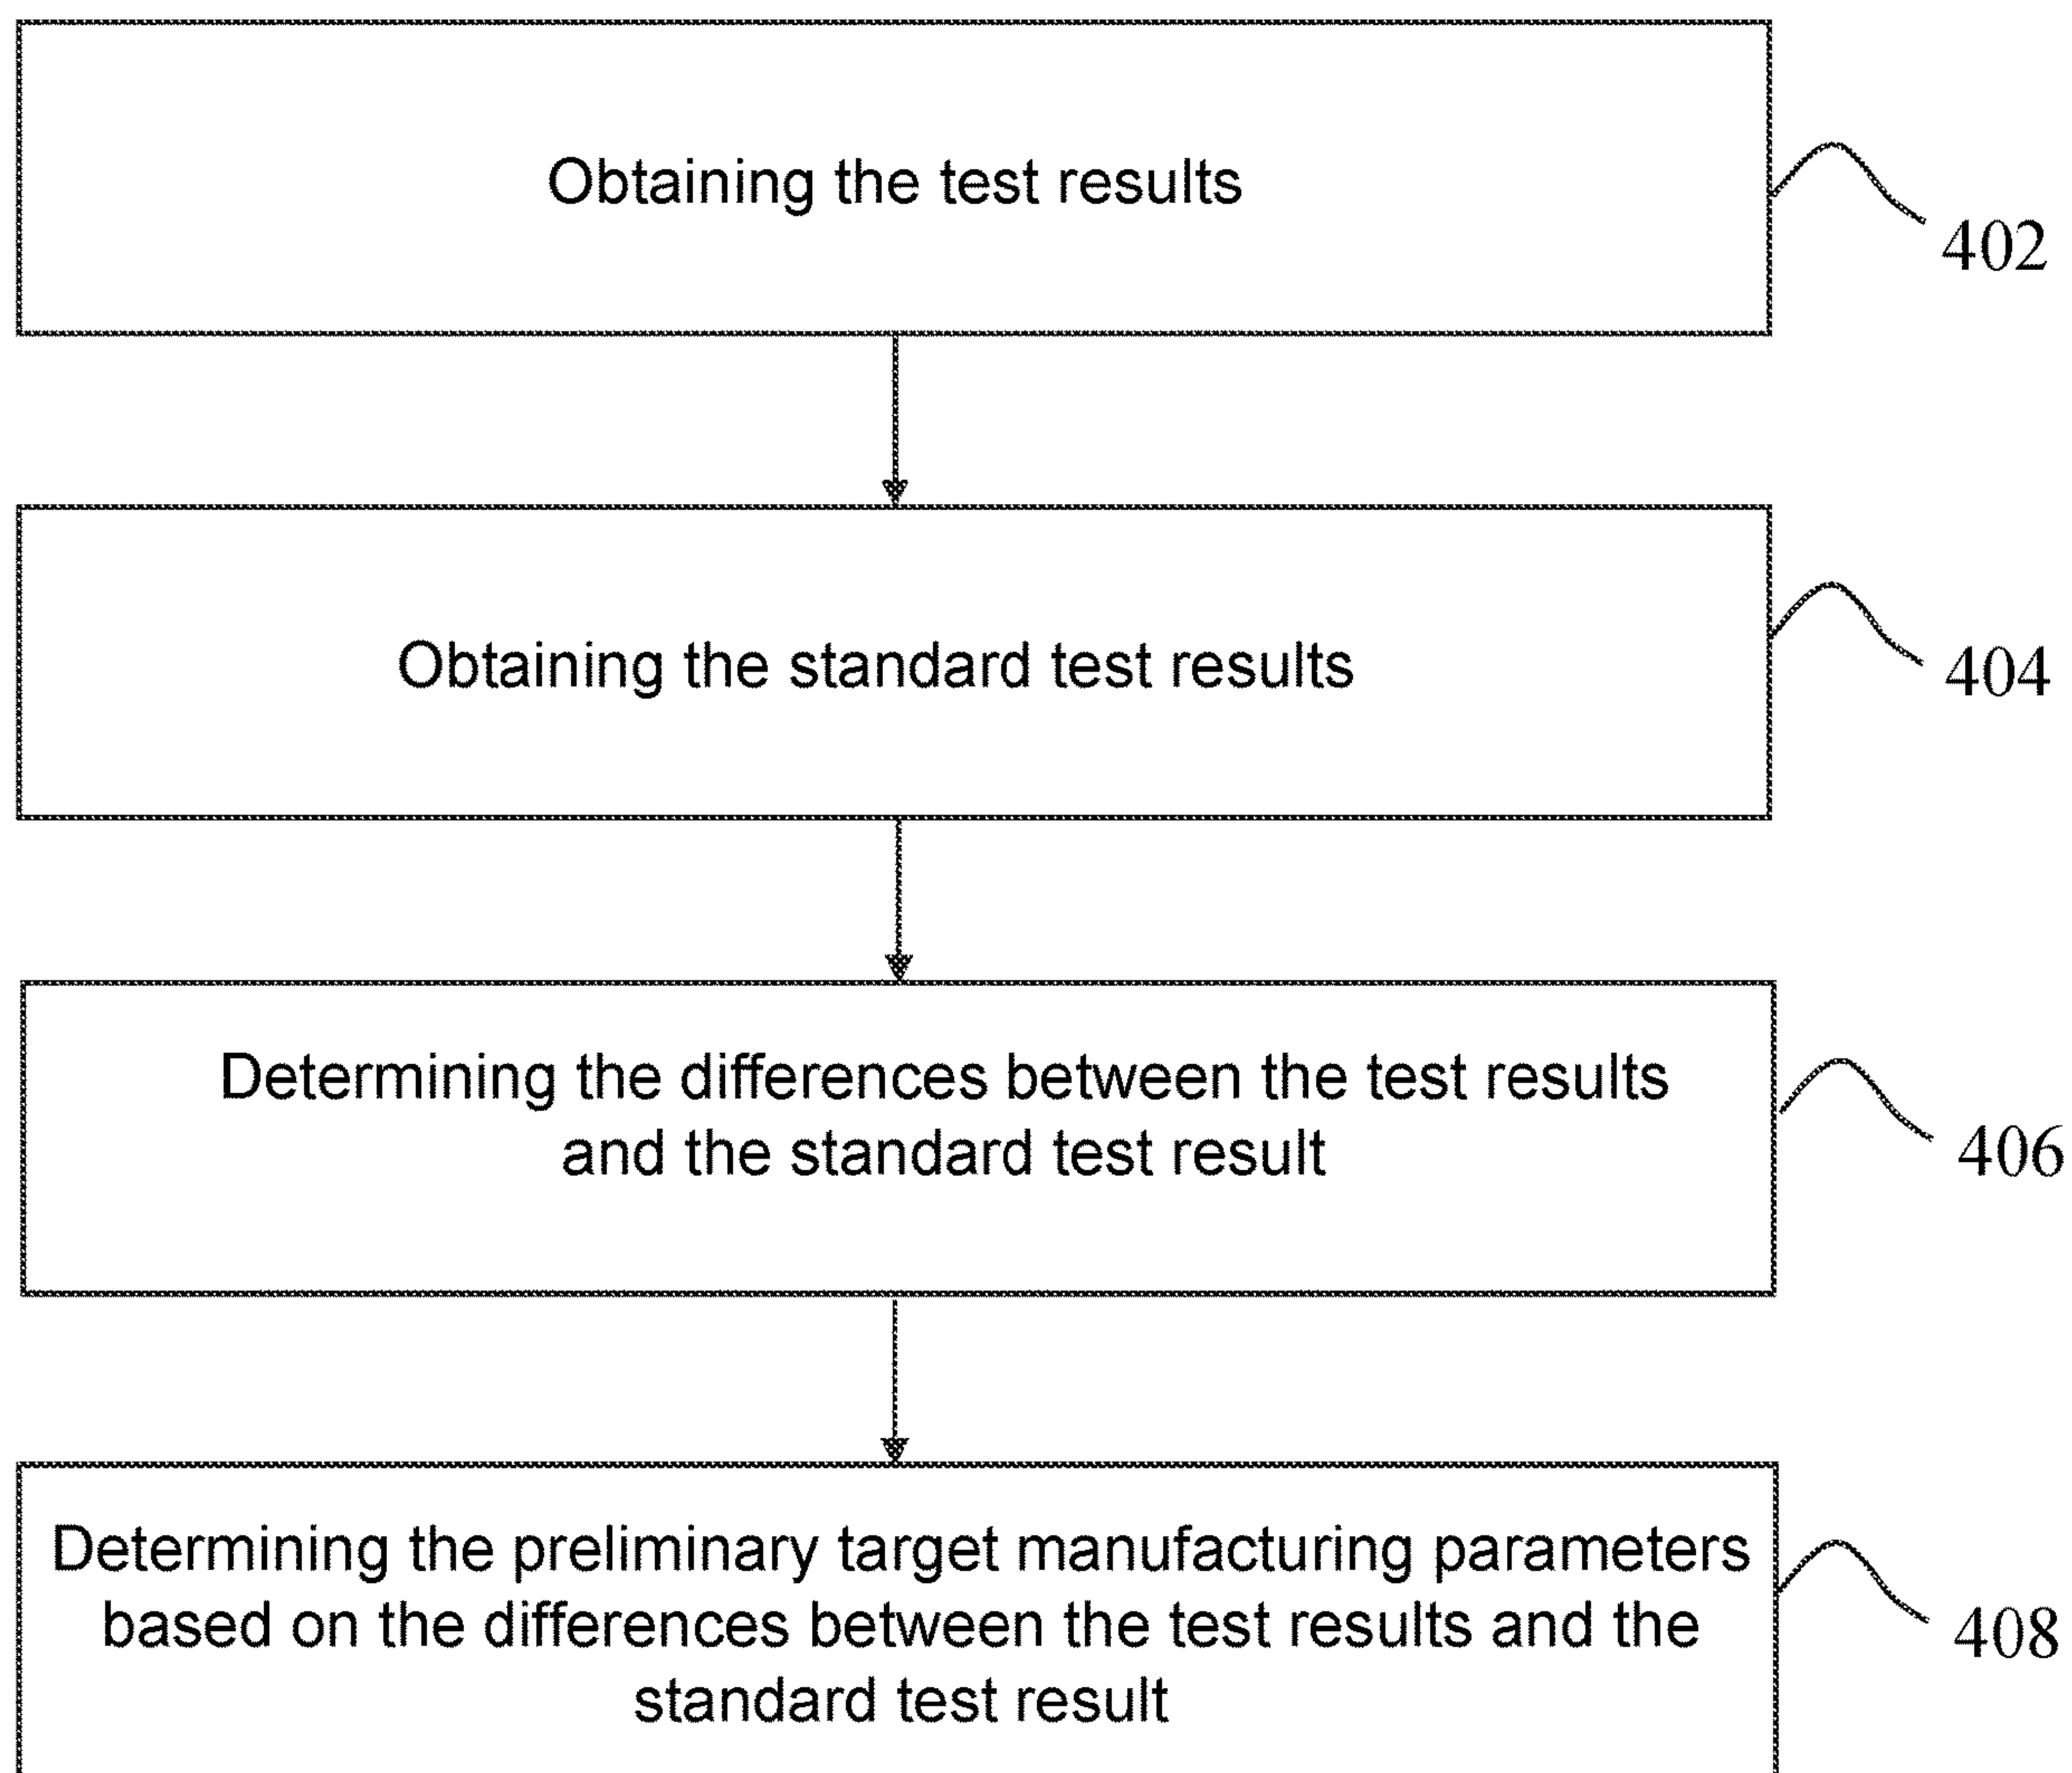 Obtaining the test results
402
Obtaining the standard test results
404
Determining the differences between the test results
and the standard test result
406
Determining the preliminary target manufacturing parameters
based on the differences between the test results and the
standard test result
408